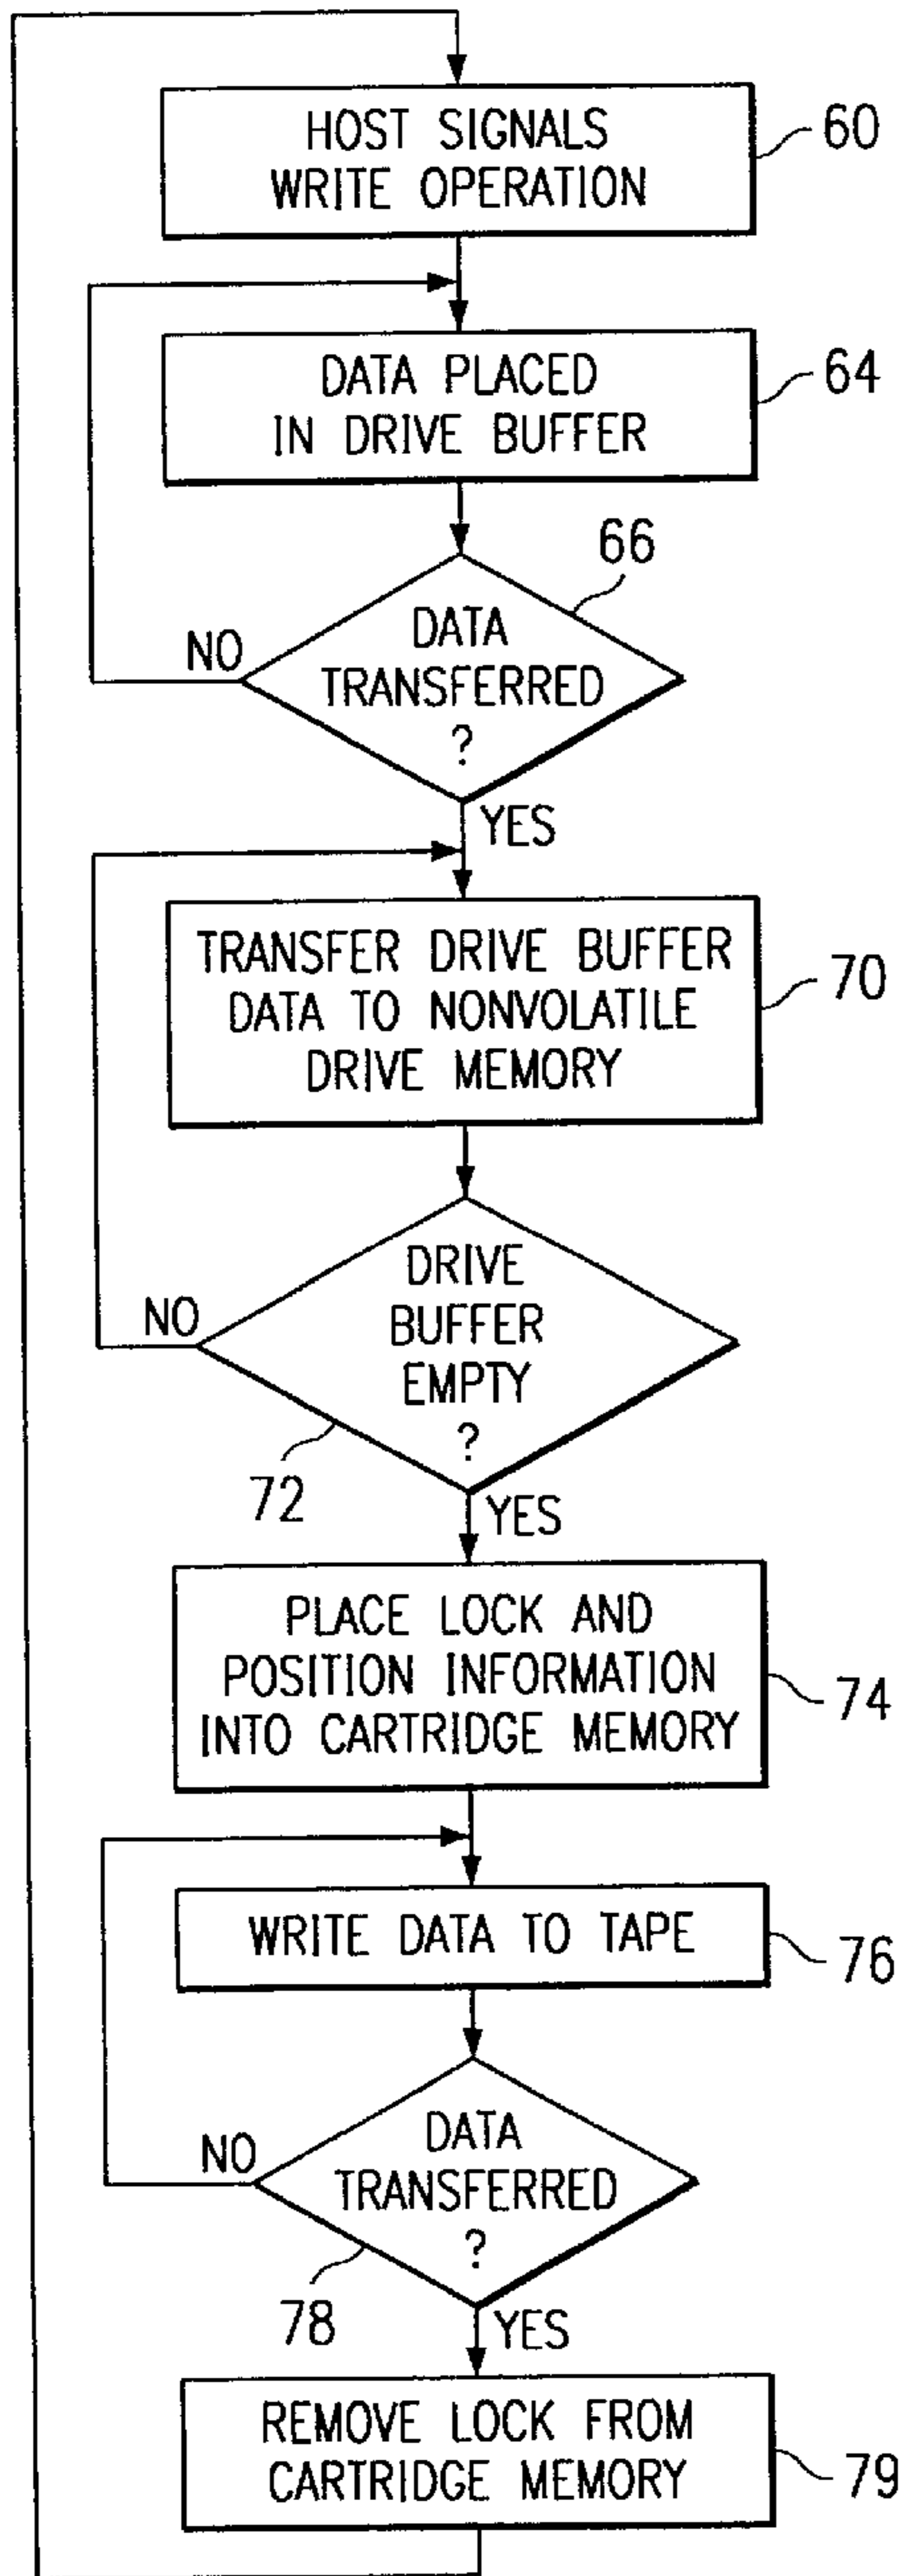 HOST SIGNALS
WRITE OPERATION
60
DATA PLACED
IN DRIVE BUFFER
64
66
DATA
TRANSFERRED
?
NO
YES
TRANSFER DRIVE BUFFER
DATA TO NONVOLATILE
DRIVE MEMORY
70
DRIVE
BUFFER
EMPTY
?
NO
72
YES
PLACE LOCK AND
POSITION INFORMATION
INTO CARTRIDGE MEMORY
74
WRITE DATA TO TAPE
76
DATA
TRANSFERRED
?
NO
78
YES
REMOVE LOCK FROM
CARTRIDGE MEMORY
79